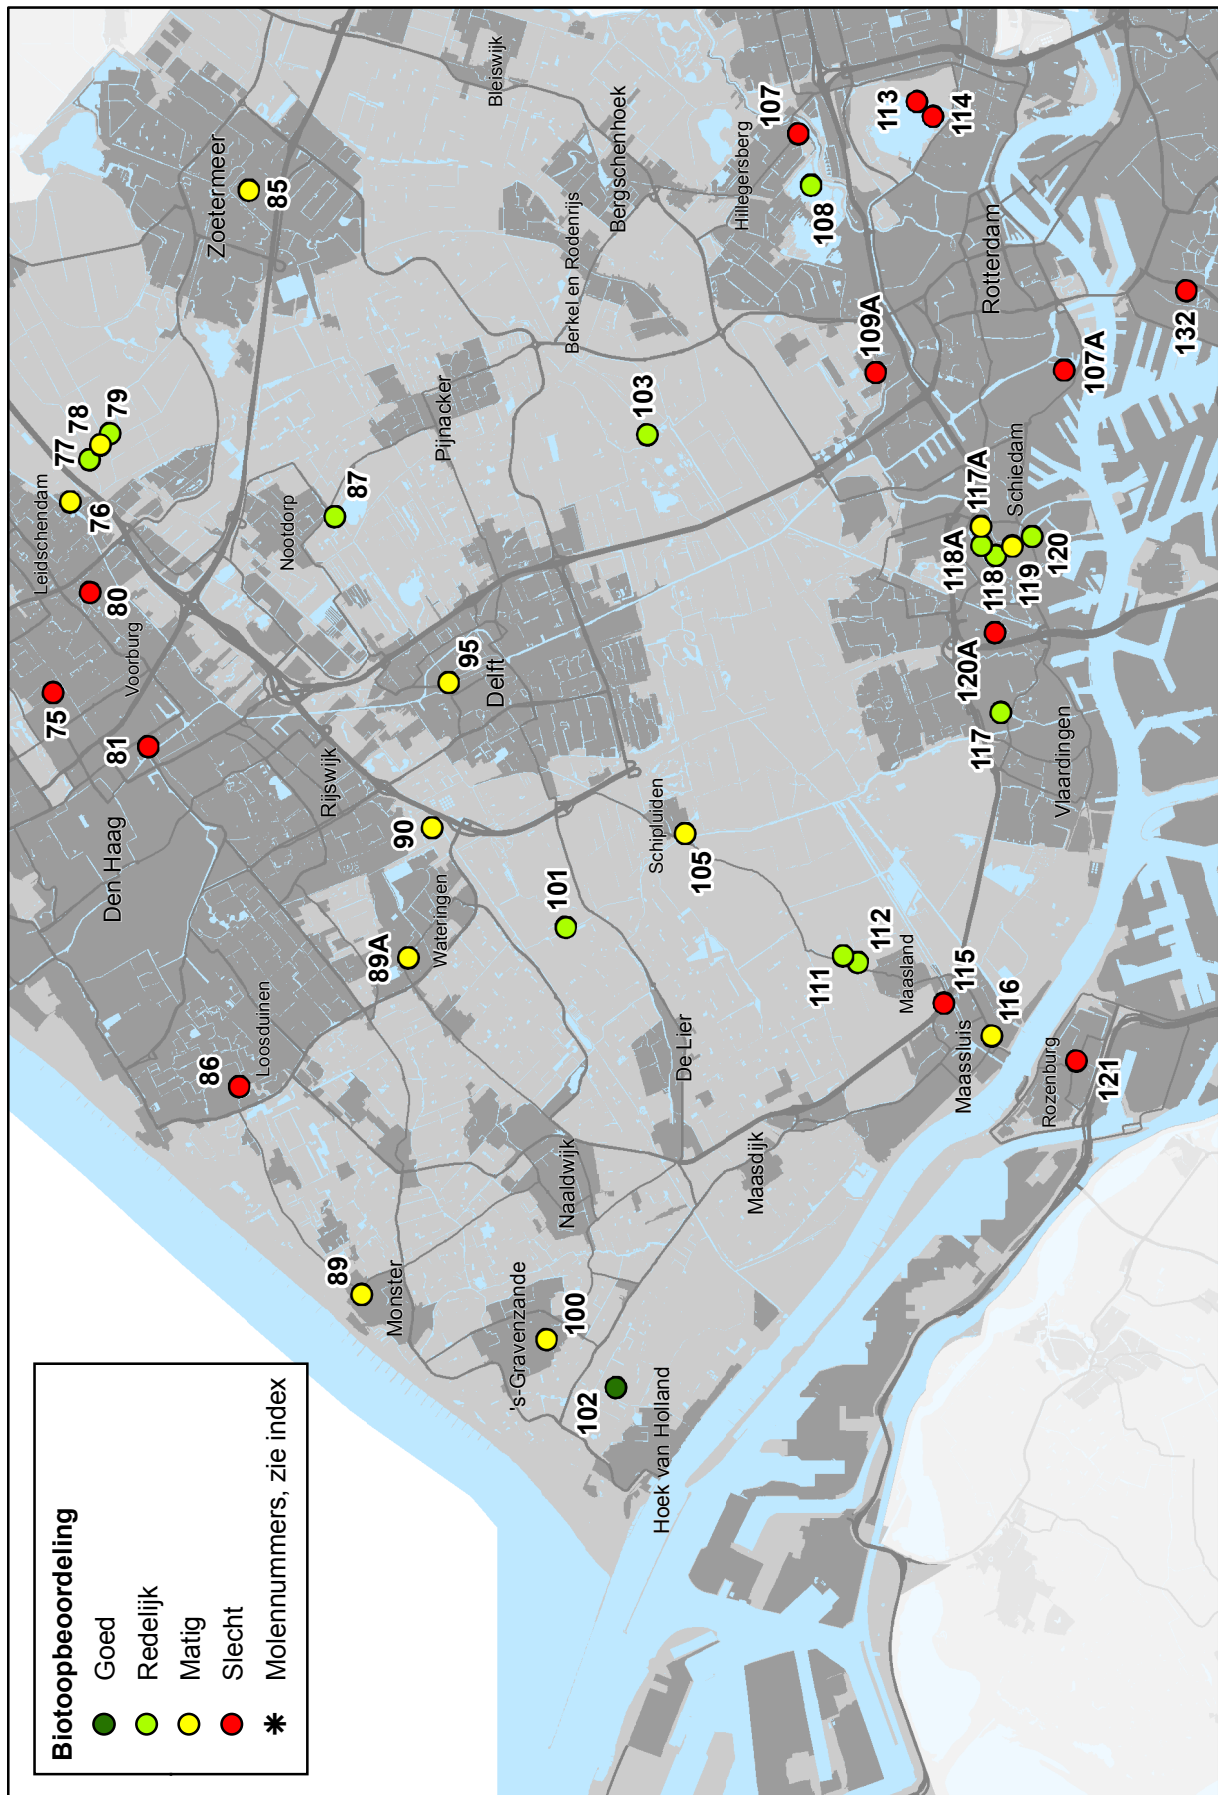 Biotoopbeoordeling
Goed
Redelijk
Matig
Slecht
* Molennummers, zie index
Den Haag
Loosduinen
Monster
's-Gravenzande
Hoek van Holland
Naaldwijk
Maasdijk
De Lier
Wateringen
Rijswijk
Voorburg
Leidschendam
Zoetermeer
Nootdorp
Pijnacker
Delft
Schipluiden
Maasland
Maassluis
Rozenburg
Vlaardingen
Schiedam
Rotterdam
Hillegersberg
Bergschenhoek
Berkel en Rodenrijs
Bleiswijk
75
76
77
78
79
80
81
85
86
87
89
89A
90
95
100
101
102
103
105
107
107A
108
109A
111
112
113
114
115
116
117
117A
118
118A
119
120
120A
121
132